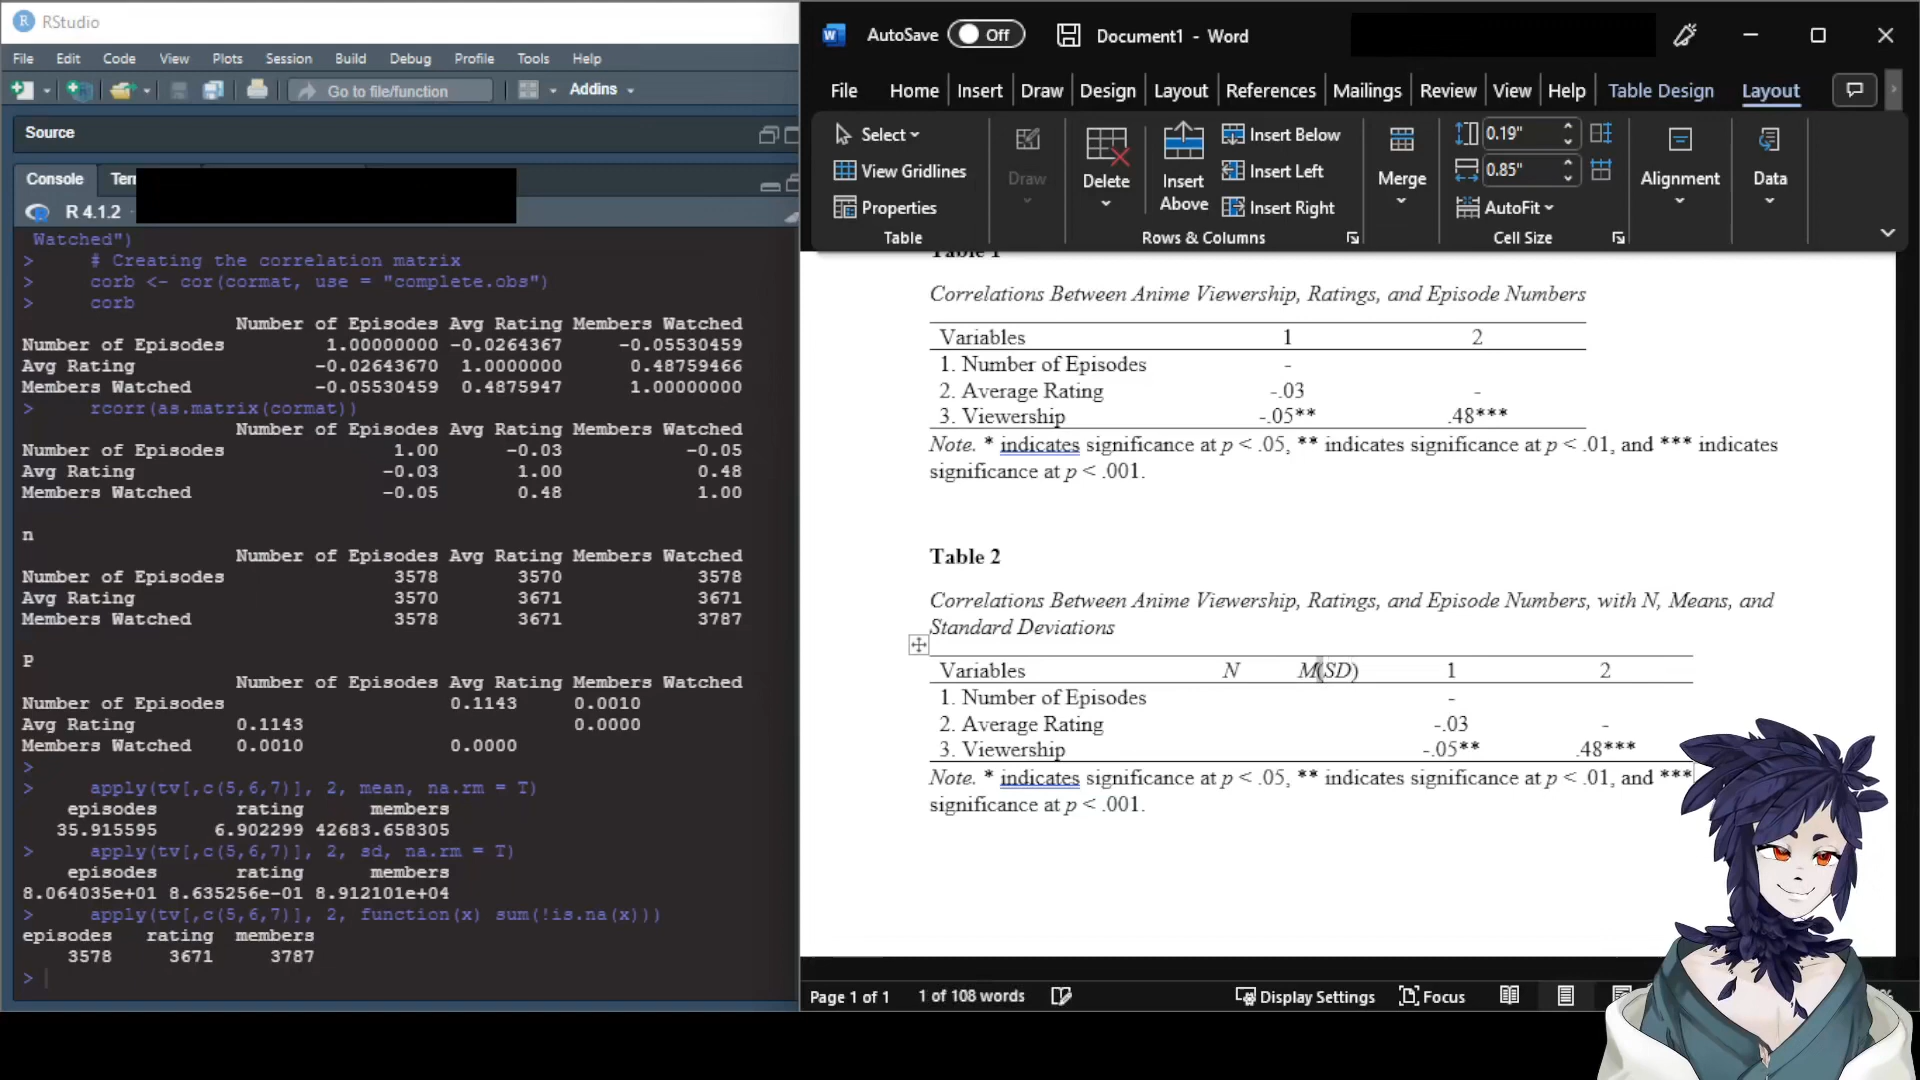 RStudio
File Edit Code View Plots Session Build Debug Profile Tools Help
Go to file/function
Addins
Source
Console
R 4.1.2
Watched")
> # Creating the correlation matrix
> corb <- cor(cormat, use = "complete.obs")
> corb
Number of Episodes Avg Rating Members Watched
Number of Episodes 1.00000000 -0.0264367 -0.05530459
Avg Rating -0.02643670 1.0000000 0.48759466
Members Watched -0.05530459 0.4875947 1.00000000
> rcorr(as.matrix(cormat))
Number of Episodes Avg Rating Members Watched
Number of Episodes 1.00 -0.03 -0.05
Avg Rating -0.03 1.00 0.48
Members Watched -0.05 0.48 1.00
n
Number of Episodes Avg Rating Members Watched
Number of Episodes 3578 3570 3578
Avg Rating 3570 3671 3671
Members Watched 3578 3671 3787
P
Number of Episodes Avg Rating Members Watched
Number of Episodes 0.1143 0.0010
Avg Rating 0.1143 0.0000
Members Watched 0.0010 0.0000
>
> apply(tv[,c(5,6,7)], 2, mean, na.rm = T)
episodes rating members
35.915595 6.902299 42683.658305
> apply(tv[,c(5,6,7)], 2, sd, na.rm = T)
episodes rating members
8.064035e+01 8.635256e-01 8.912101e+04
> apply(tv[,c(5,6,7)], 2, function(x) sum(!is.na(x)))
episodes rating members
3578 3671 3787
>
AutoSave Off Document1 - Word
File Home Insert Draw Design Layout References Mailings Review View Help Table Design Layout
Select
View Gridlines
Properties
Table
Draw
Delete
Insert Above
Insert Below
Insert Left
Insert Right
Rows & Columns
Merge
0.19"
0.85"
AutoFit
Cell Size
Alignment
Data
Table 1
Correlations Between Anime Viewership, Ratings, and Episode Numbers
Variables 1 2
1. Number of Episodes -
2. Average Rating -.03 -
3. Viewership -.05** .48***
Note. * indicates significance at p < .05, ** indicates significance at p < .01, and *** indicates
significance at p < .001.
Table 2
Correlations Between Anime Viewership, Ratings, and Episode Numbers, with N, Means, and
Standard Deviations
Variables N M(SD) 1 2
1. Number of Episodes -
2. Average Rating -.03 -
3. Viewership -.05** .48***
Note. * indicates significance at p < .05, ** indicates significance at p < .01, and ***
significance at p < .001.
Page 1 of 1 1 of 108 words Display Settings Focus